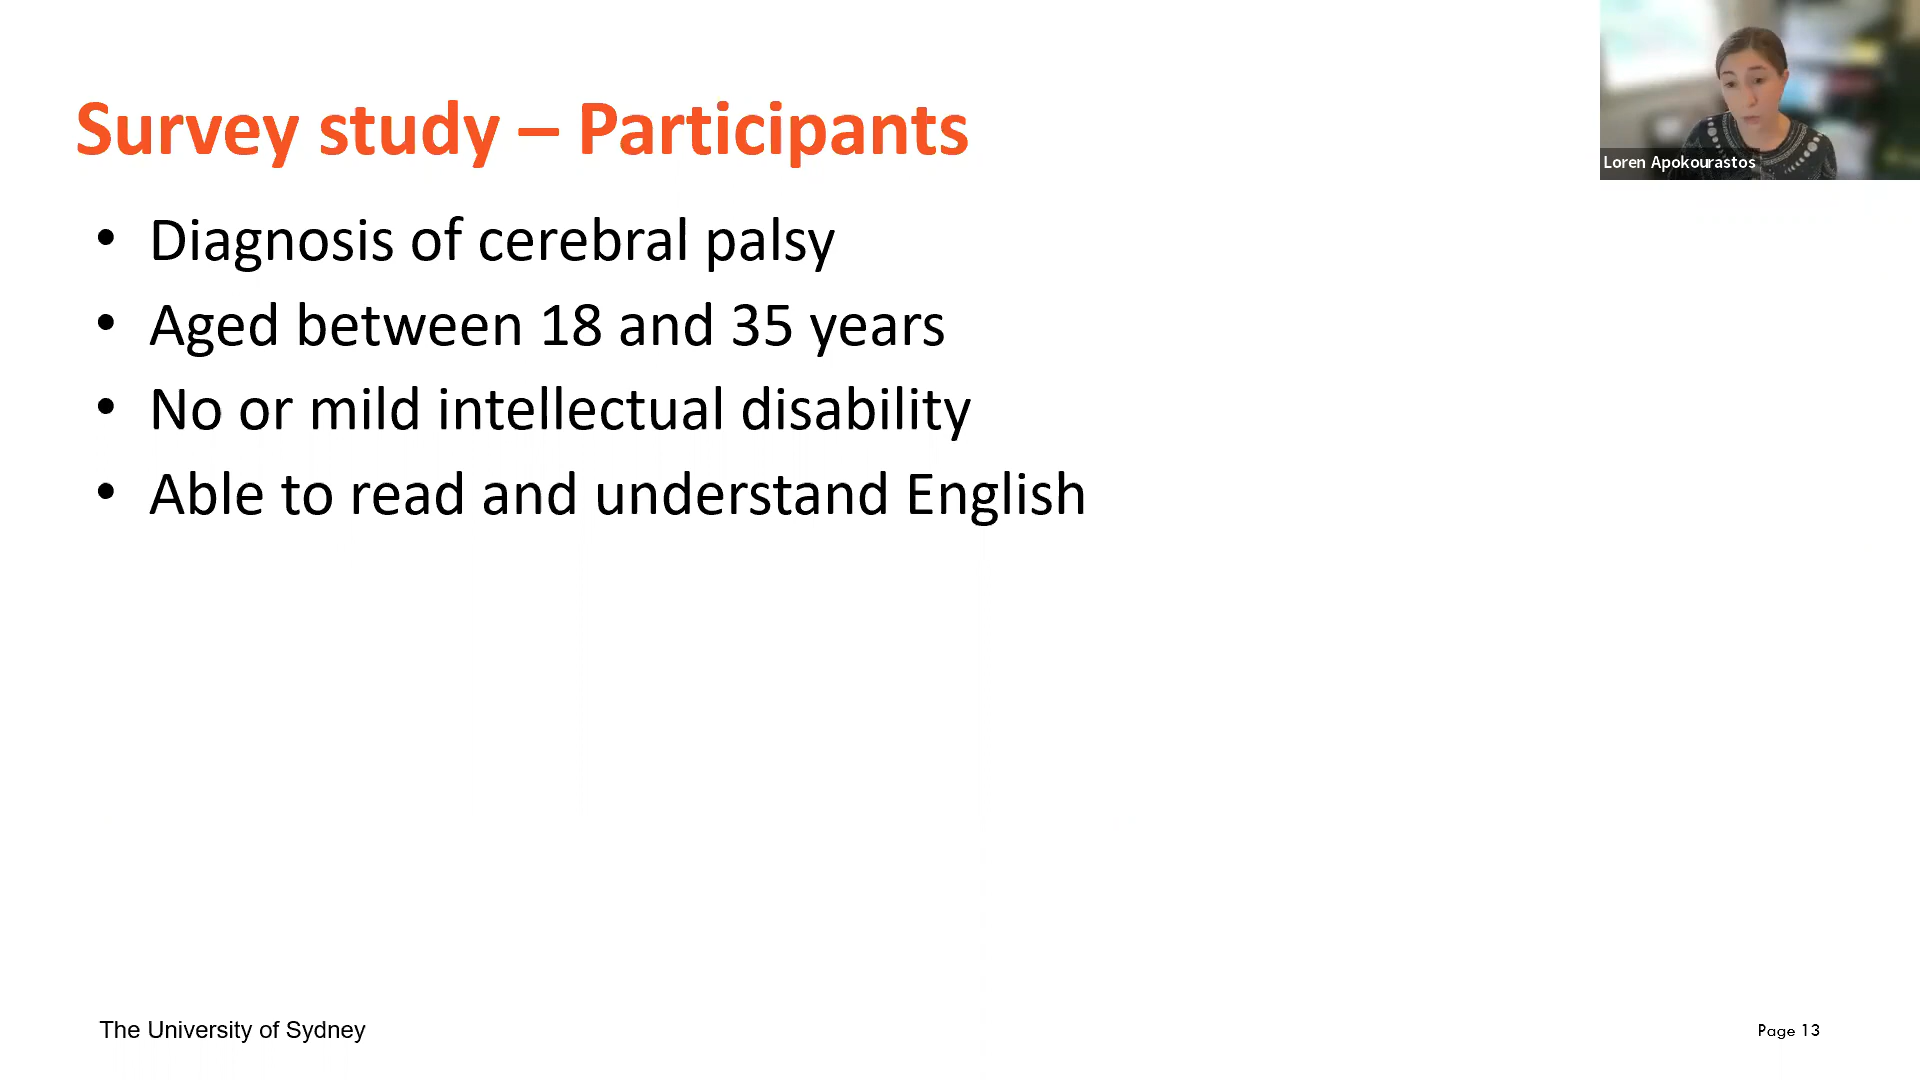 Survey study – Participants
Loren Apokourastos
• Diagnosis of cerebral palsy
• Aged between 18 and 35 years
• No or mild intellectual disability
• Able to read and understand English
The University of Sydney
Page 13